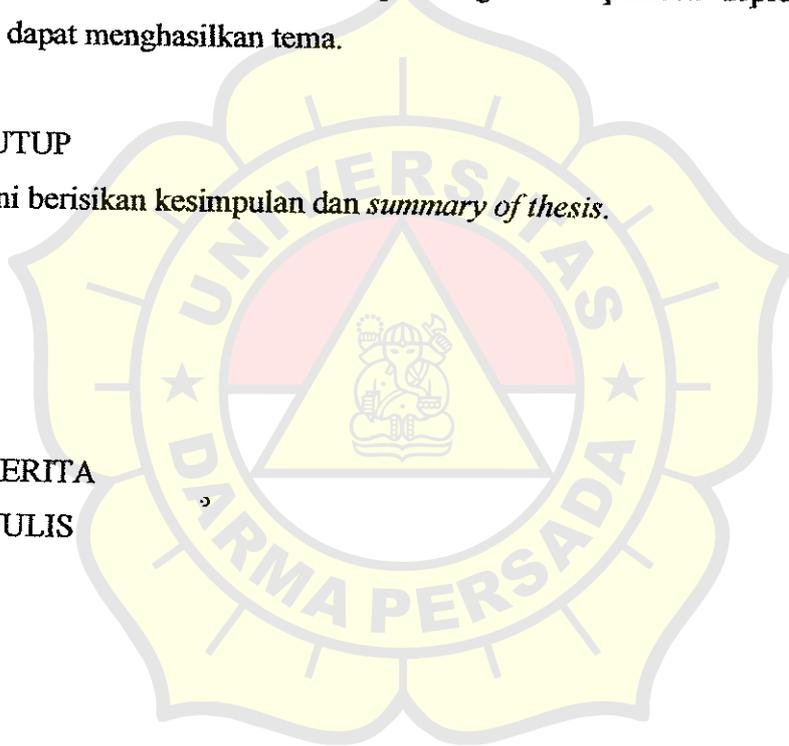 dapat menghasilkan tema.
UTUP
ni berisikan kesimpulan dan summary of thesis.
UNIVERSITAS
DARMA PERSADA
ERITA
ULIS